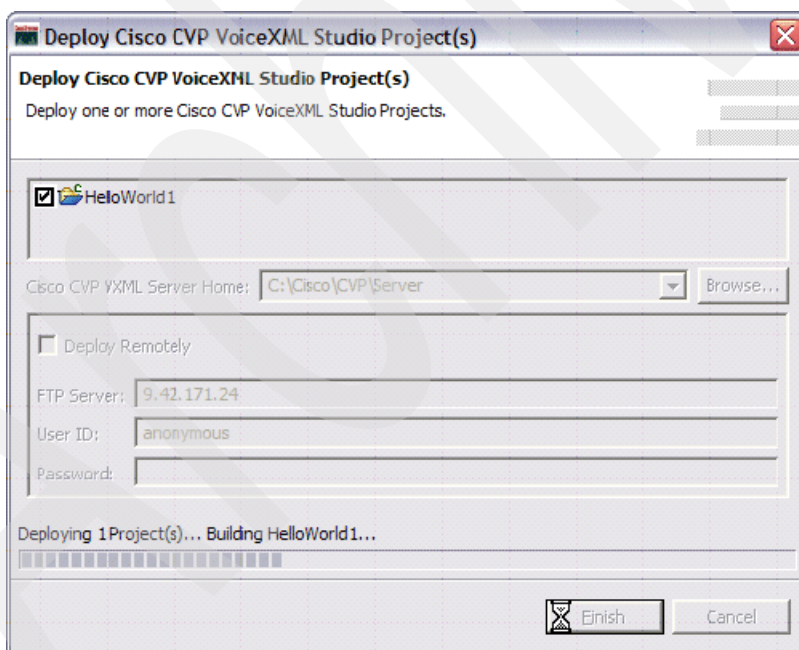 Deploy Cisco CVP VoiceXML Studio Project(s)
Deploy Cisco CVP VoiceXML Studio Project(s)
Deploy one or more Cisco CVP VoiceXML Studio Projects.
HelloWorld1
Cisco CVP VXML Server Home: C:\Cisco\CVP\Server Browse...
Deploy Remotely
FTP Server: 9.42.171.24
User ID: anonymous
Password:
Deploying 1 Project(s)... Building HelloWorld1...
Finish Cancel